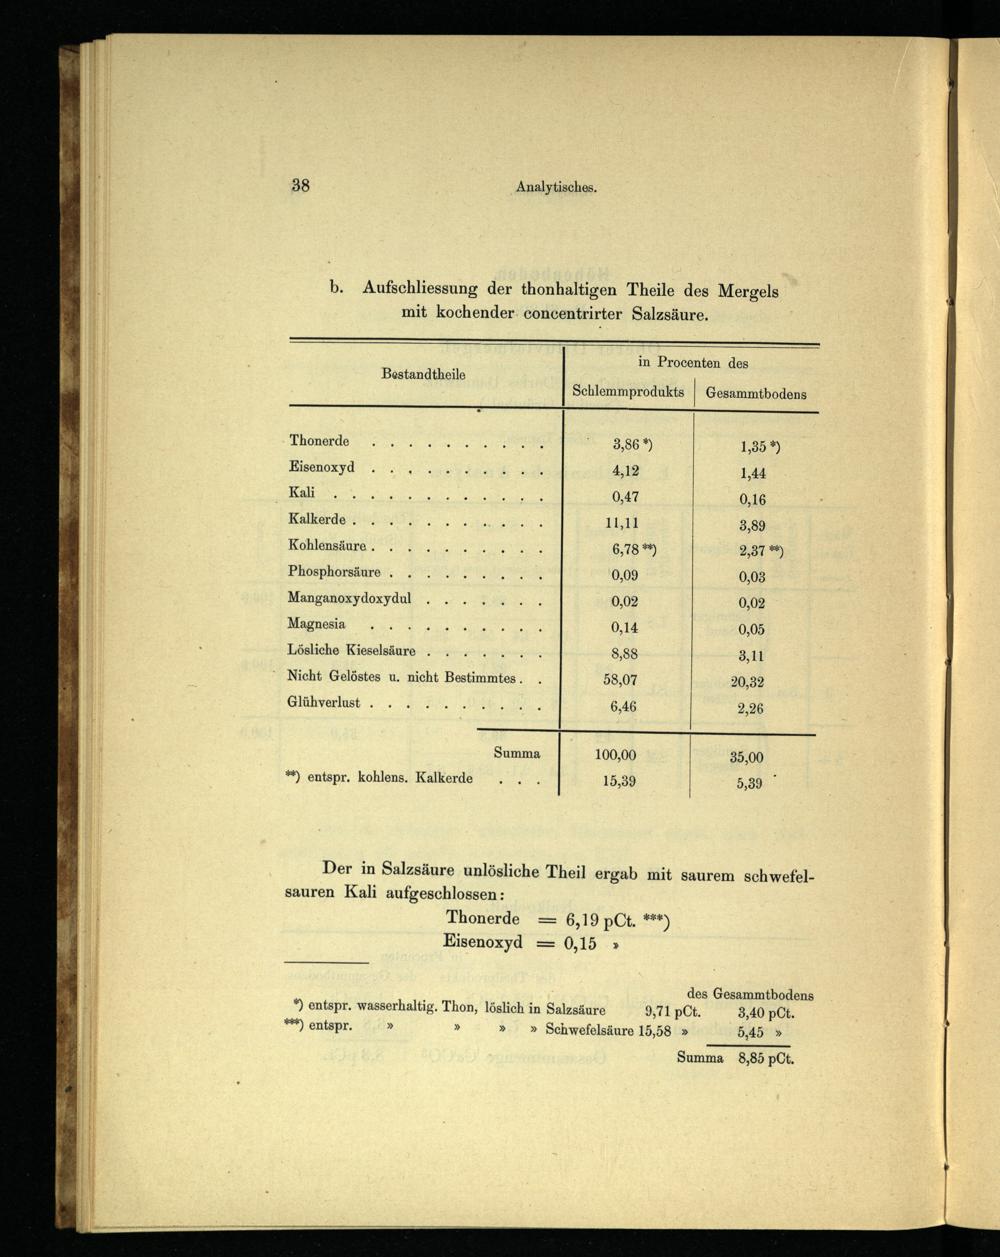 38 Analytisches.
b. Aufschliessung der thonhaltigen Theile des Mergels
mit kochender concentrirter Salzsäure.
Bestandtheile
in Procenten des
Schlemmprodukts Gesammtbodens
Thonerde . . . . . . . . . . 3,86 *) 1,35 *)
Eisenoxyd . . . . . . . . . . 4,12 1,44
Kali . . . . . . . . . . . . 0,47 0,16
Kalkerde . . . . . . . . . . . 11,11 3,89
Kohlensäure . . . . . . . . . . 6,78 **) 2,37 **)
Phosphorsäure . . . . . . . . . 0,09 0,03
Manganoxydoxydul . . . . . . . 0,02 0,02
Magnesia . . . . . . . . . . 0,14 0,05
Lösliche Kieselsäure . . . . . . . 8,88 3,11
Nicht Gelöstes u. nicht Bestimmtes . . 58,07 20,32
Glühverlust . . . . . . . . . . 6,46 2,26
Summa 100,00 35,00
**) entspr. kohlens. Kalkerde . . . 15,39 5,39
Der in Salzsäure unlösliche Theil ergab mit saurem schwefel-
sauren Kali aufgeschlossen:
Thonerde = 6,19 pCt. ***)
Eisenoxyd = 0,15 »
des Gesammtbodens
*) entspr. wasserhaltig. Thon, löslich in Salzsäure 9,71 pCt. 3,40 pCt.
***) entspr. » » » » Schwefelsäure 15,58 » 5,45 »
Summa 8,85 pCt.